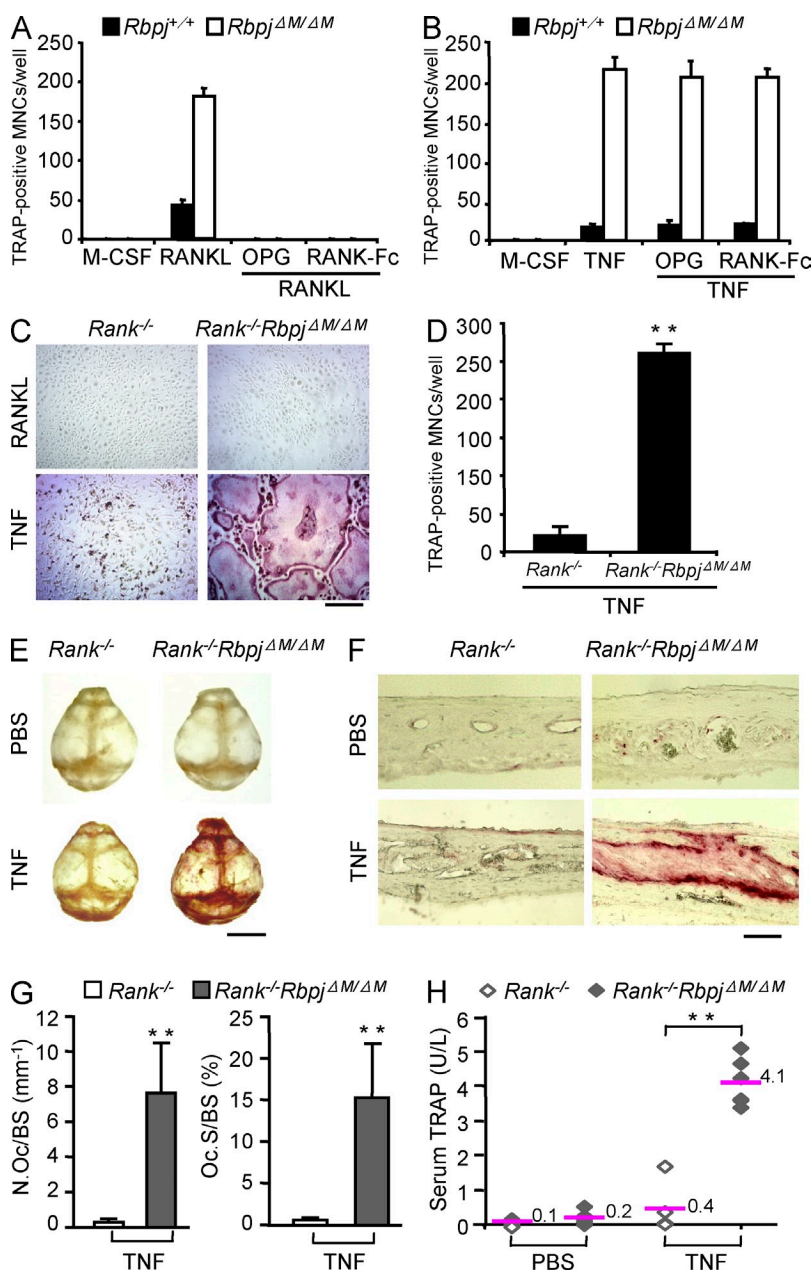 A
Rbpj+/+ RbpjΔM/ΔM
TRAP-positive MNCs/well
250
200
150
100
50
0
M-CSF RANKL OPG RANK-Fc
RANKL
B
Rbpj+/+ RbpjΔM/ΔM
TRAP-positive MNCs/well
250
200
150
100
50
0
M-CSF TNF OPG RANK-Fc
TNF
C
Rank-/- Rank-/-RbpjΔM/ΔM
RANKL
TNF
D
TRAP-positive MNCs/well
300
250
200
150
100
50
0
**
Rank-/- Rank-/-RbpjΔM/ΔM
TNF
E
Rank-/- Rank-/-RbpjΔM/ΔM
PBS
TNF
F
Rank-/- Rank-/-RbpjΔM/ΔM
PBS
TNF
G
Rank-/- Rank-/-RbpjΔM/ΔM
N.Oc/BS (mm-1)
12
10
8
6
4
2
0
**
TNF
Oc.S/BS (%)
25
20
15
10
5
0
**
TNF
H
Rank-/- Rank-/-RbpjΔM/ΔM
Serum TRAP (U/L)
6
5
4
3
2
1
0
**
0.1
0.2
0.4
4.1
PBS TNF